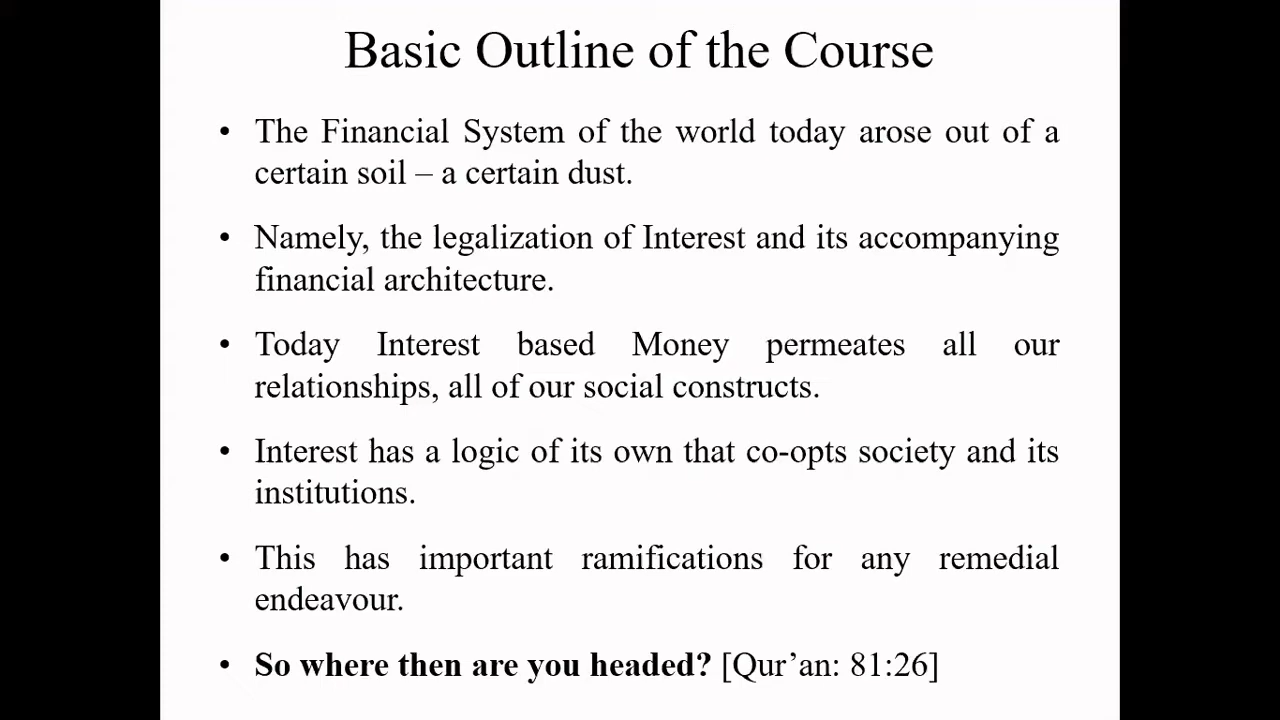 Basic Outline of the Course
• The Financial System of the world today arose out of a
certain soil – a certain dust.
• Namely, the legalization of Interest and its accompanying
financial architecture.
• Today Interest based Money permeates all our
relationships, all of our social constructs.
• Interest has a logic of its own that co-opts society and its
institutions.
• This has important ramifications for any remedial
endeavour.
• So where then are you headed? [Qur’an: 81:26]